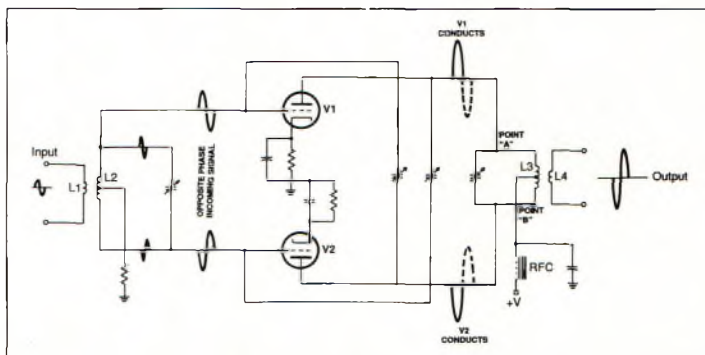 V1
CONDUCTS
V1
POINT
"A"
Input
L1
L2
OPPOSITE PHASE
INCOMING SIGNAL
L3
L4
Output
POINT
"B"
V2
RFC
+V
V2
CONDUCTS